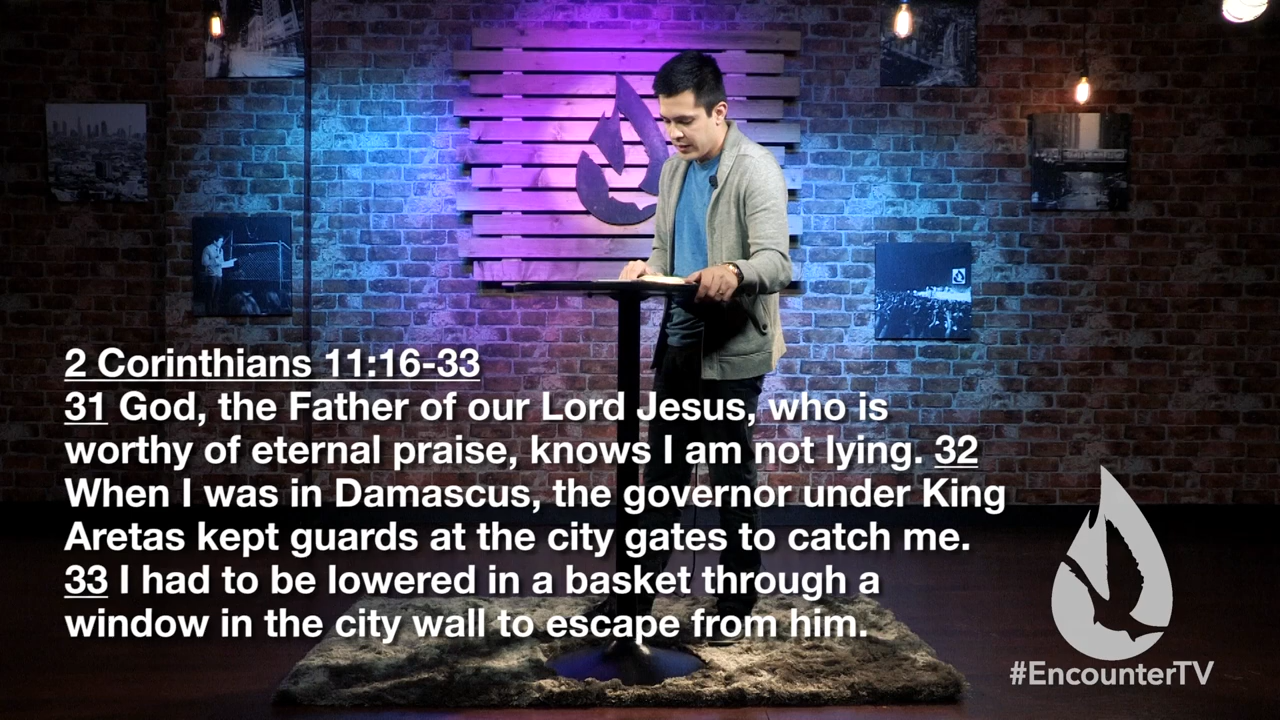 2 Corinthians 11:16-33
31 God, the Father of our Lord Jesus, who is
worthy of eternal praise, knows I am not lying. 32
When I was in Damascus, the governor under King
Aretas kept guards at the city gates to catch me.
33 I had to be lowered in a basket through a
window in the city wall to escape from him.
#EncounterTV